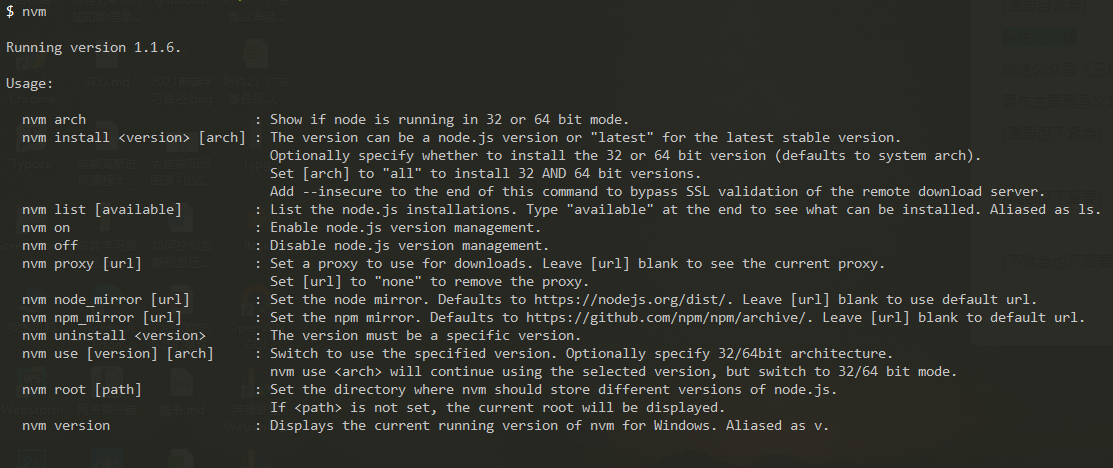 $ nvm
Running version 1.1.6.
Usage:
nvm arch : Show if node is running in 32 or 64 bit mode.
nvm install <version> [arch] : The version can be a node.js version or "latest" for the latest stable version.
Optionally specify whether to install the 32 or 64 bit version (defaults to system arch).
Set [arch] to "all" to install 32 AND 64 bit versions.
Add --insecure to the end of this command to bypass SSL validation of the remote download server.
nvm list [available] : List the node.js installations. Type "available" at the end to see what can be installed. Aliased as ls.
nvm on : Enable node.js version management.
nvm off : Disable node.js version management.
nvm proxy [url] : Set a proxy to use for downloads. Leave [url] blank to see the current proxy.
Set [url] to "none" to remove the proxy.
nvm node_mirror [url] : Set the node mirror. Defaults to https://nodejs.org/dist/. Leave [url] blank to use default url.
nvm npm_mirror [url] : Set the npm mirror. Defaults to https://github.com/npm/npm/archive/. Leave [url] blank to default url.
nvm uninstall <version> : The version must be a specific version.
nvm use [version] [arch] : Switch to use the specified version. Optionally specify 32/64bit architecture.
nvm use <arch> will continue using the selected version, but switch to 32/64 bit mode.
nvm root [path] : Set the directory where nvm should store different versions of node.js.
If <path> is not set, the current root will be displayed.
nvm version : Displays the current running version of nvm for Windows. Aliased as v.